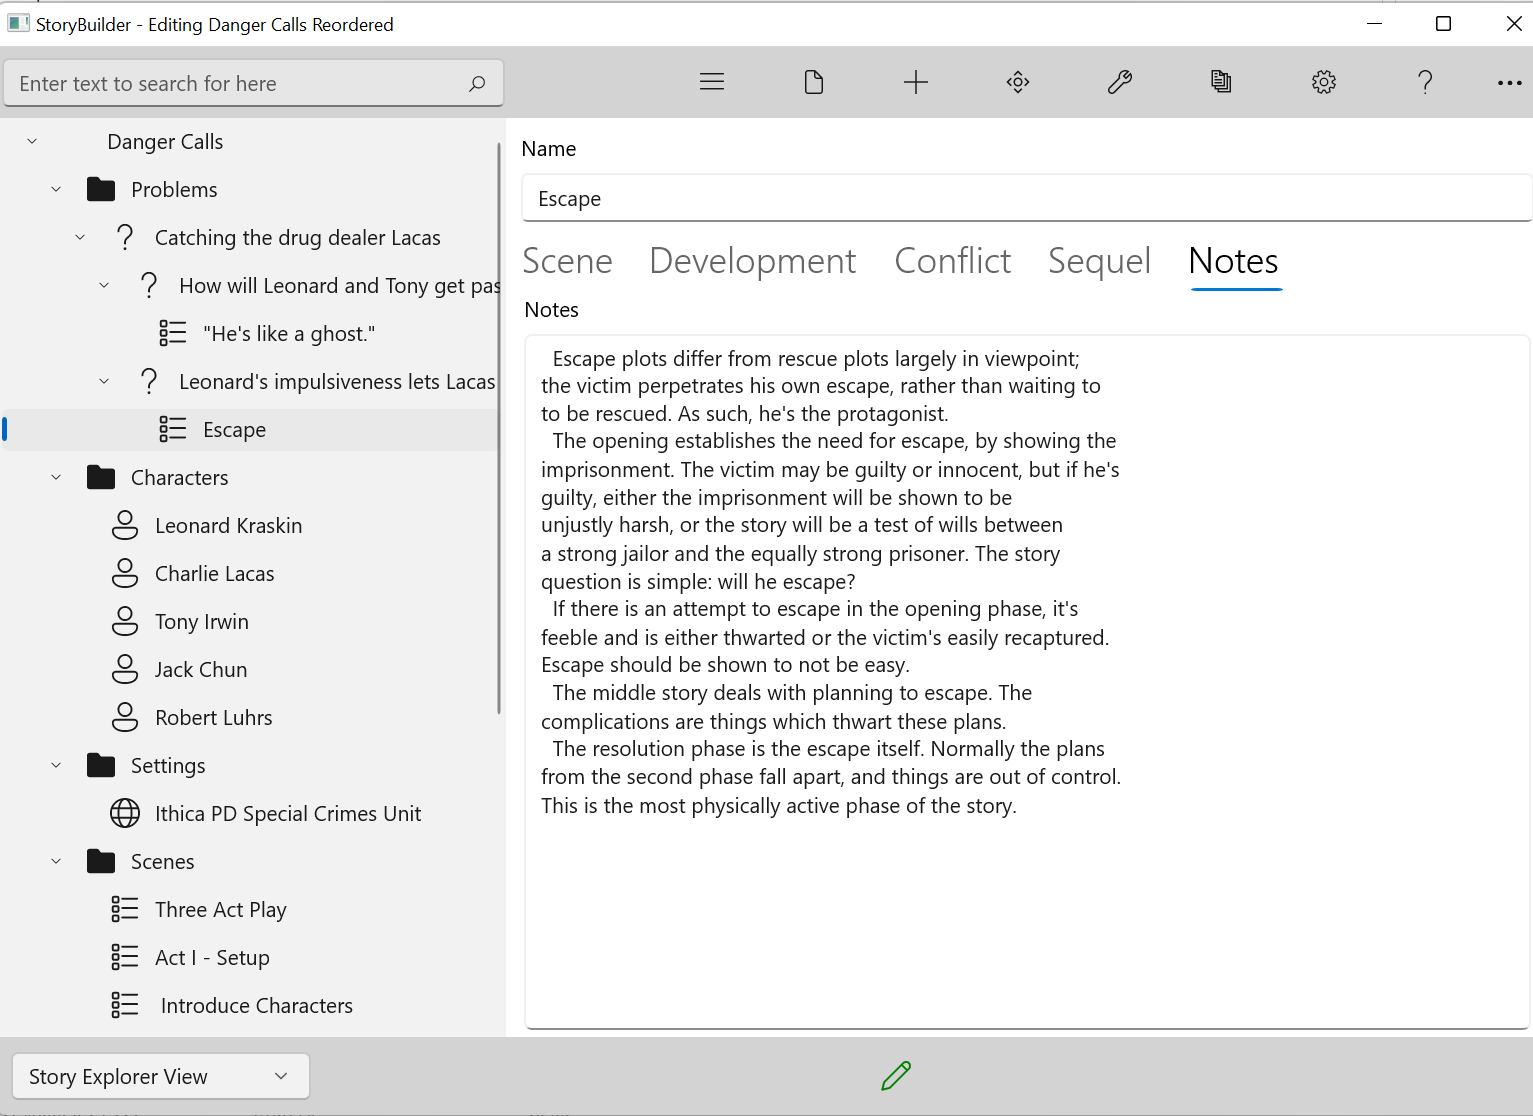 StoryBuilder - Editing Danger Calls Reordered
Enter text to search for here
Danger Calls
Problems
Catching the drug dealer Lacas
How will Leonard and Tony get pas
"He's like a ghost."
Leonard's impulsiveness lets Lacas
Escape
Characters
Leonard Kraskin
Charlie Lacas
Tony Irwin
Jack Chun
Robert Luhrs
Settings
Ithica PD Special Crimes Unit
Scenes
Three Act Play
Act I - Setup
Introduce Characters
Name
Escape
Scene Development Conflict Sequel Notes
Notes
Escape plots differ from rescue plots largely in viewpoint;
the victim perpetrates his own escape, rather than waiting to
to be rescued. As such, he's the protagonist.
The opening establishes the need for escape, by showing the
imprisonment. The victim may be guilty or innocent, but if he's
guilty, either the imprisonment will be shown to be
unjustly harsh, or the story will be a test of wills between
a strong jailor and the equally strong prisoner. The story
question is simple: will he escape?
If there is an attempt to escape in the opening phase, it's
feeble and is either thwarted or the victim's easily recaptured.
Escape should be shown to not be easy.
The middle story deals with planning to escape. The
complications are things which thwart these plans.
The resolution phase is the escape itself. Normally the plans
from the second phase fall apart, and things are out of control.
This is the most physically active phase of the story.
Story Explorer View